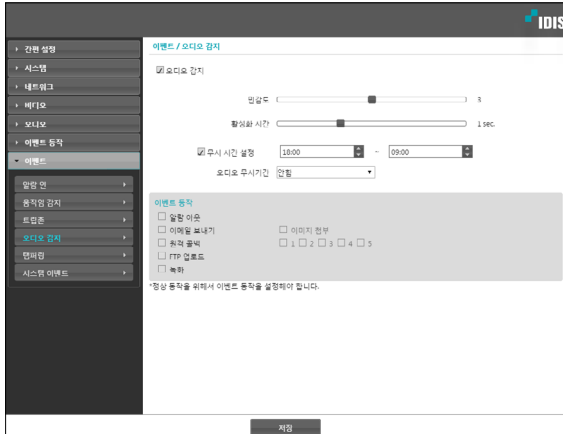 IDIS
간편 설정
시스템
네트워크
비디오
오디오
이벤트 동작
이벤트
알람 인
움직임 감지
트립존
오디오 감지
탬퍼링
시스템 이벤트
이벤트 / 오디오 감지
오디오 감지
민감도 3
활성화 시간 1 sec.
무시 시간 설정 18:00 ~ 09:00
오디오 무시기간 안함
이벤트 동작
알람 아웃
이메일 보내기 이미지 첨부
원격 콜백 1 2 3 4 5
FTP 업로드
녹화
*정상 동작을 위해서 이벤트 동작을 설정해야 합니다.
저장